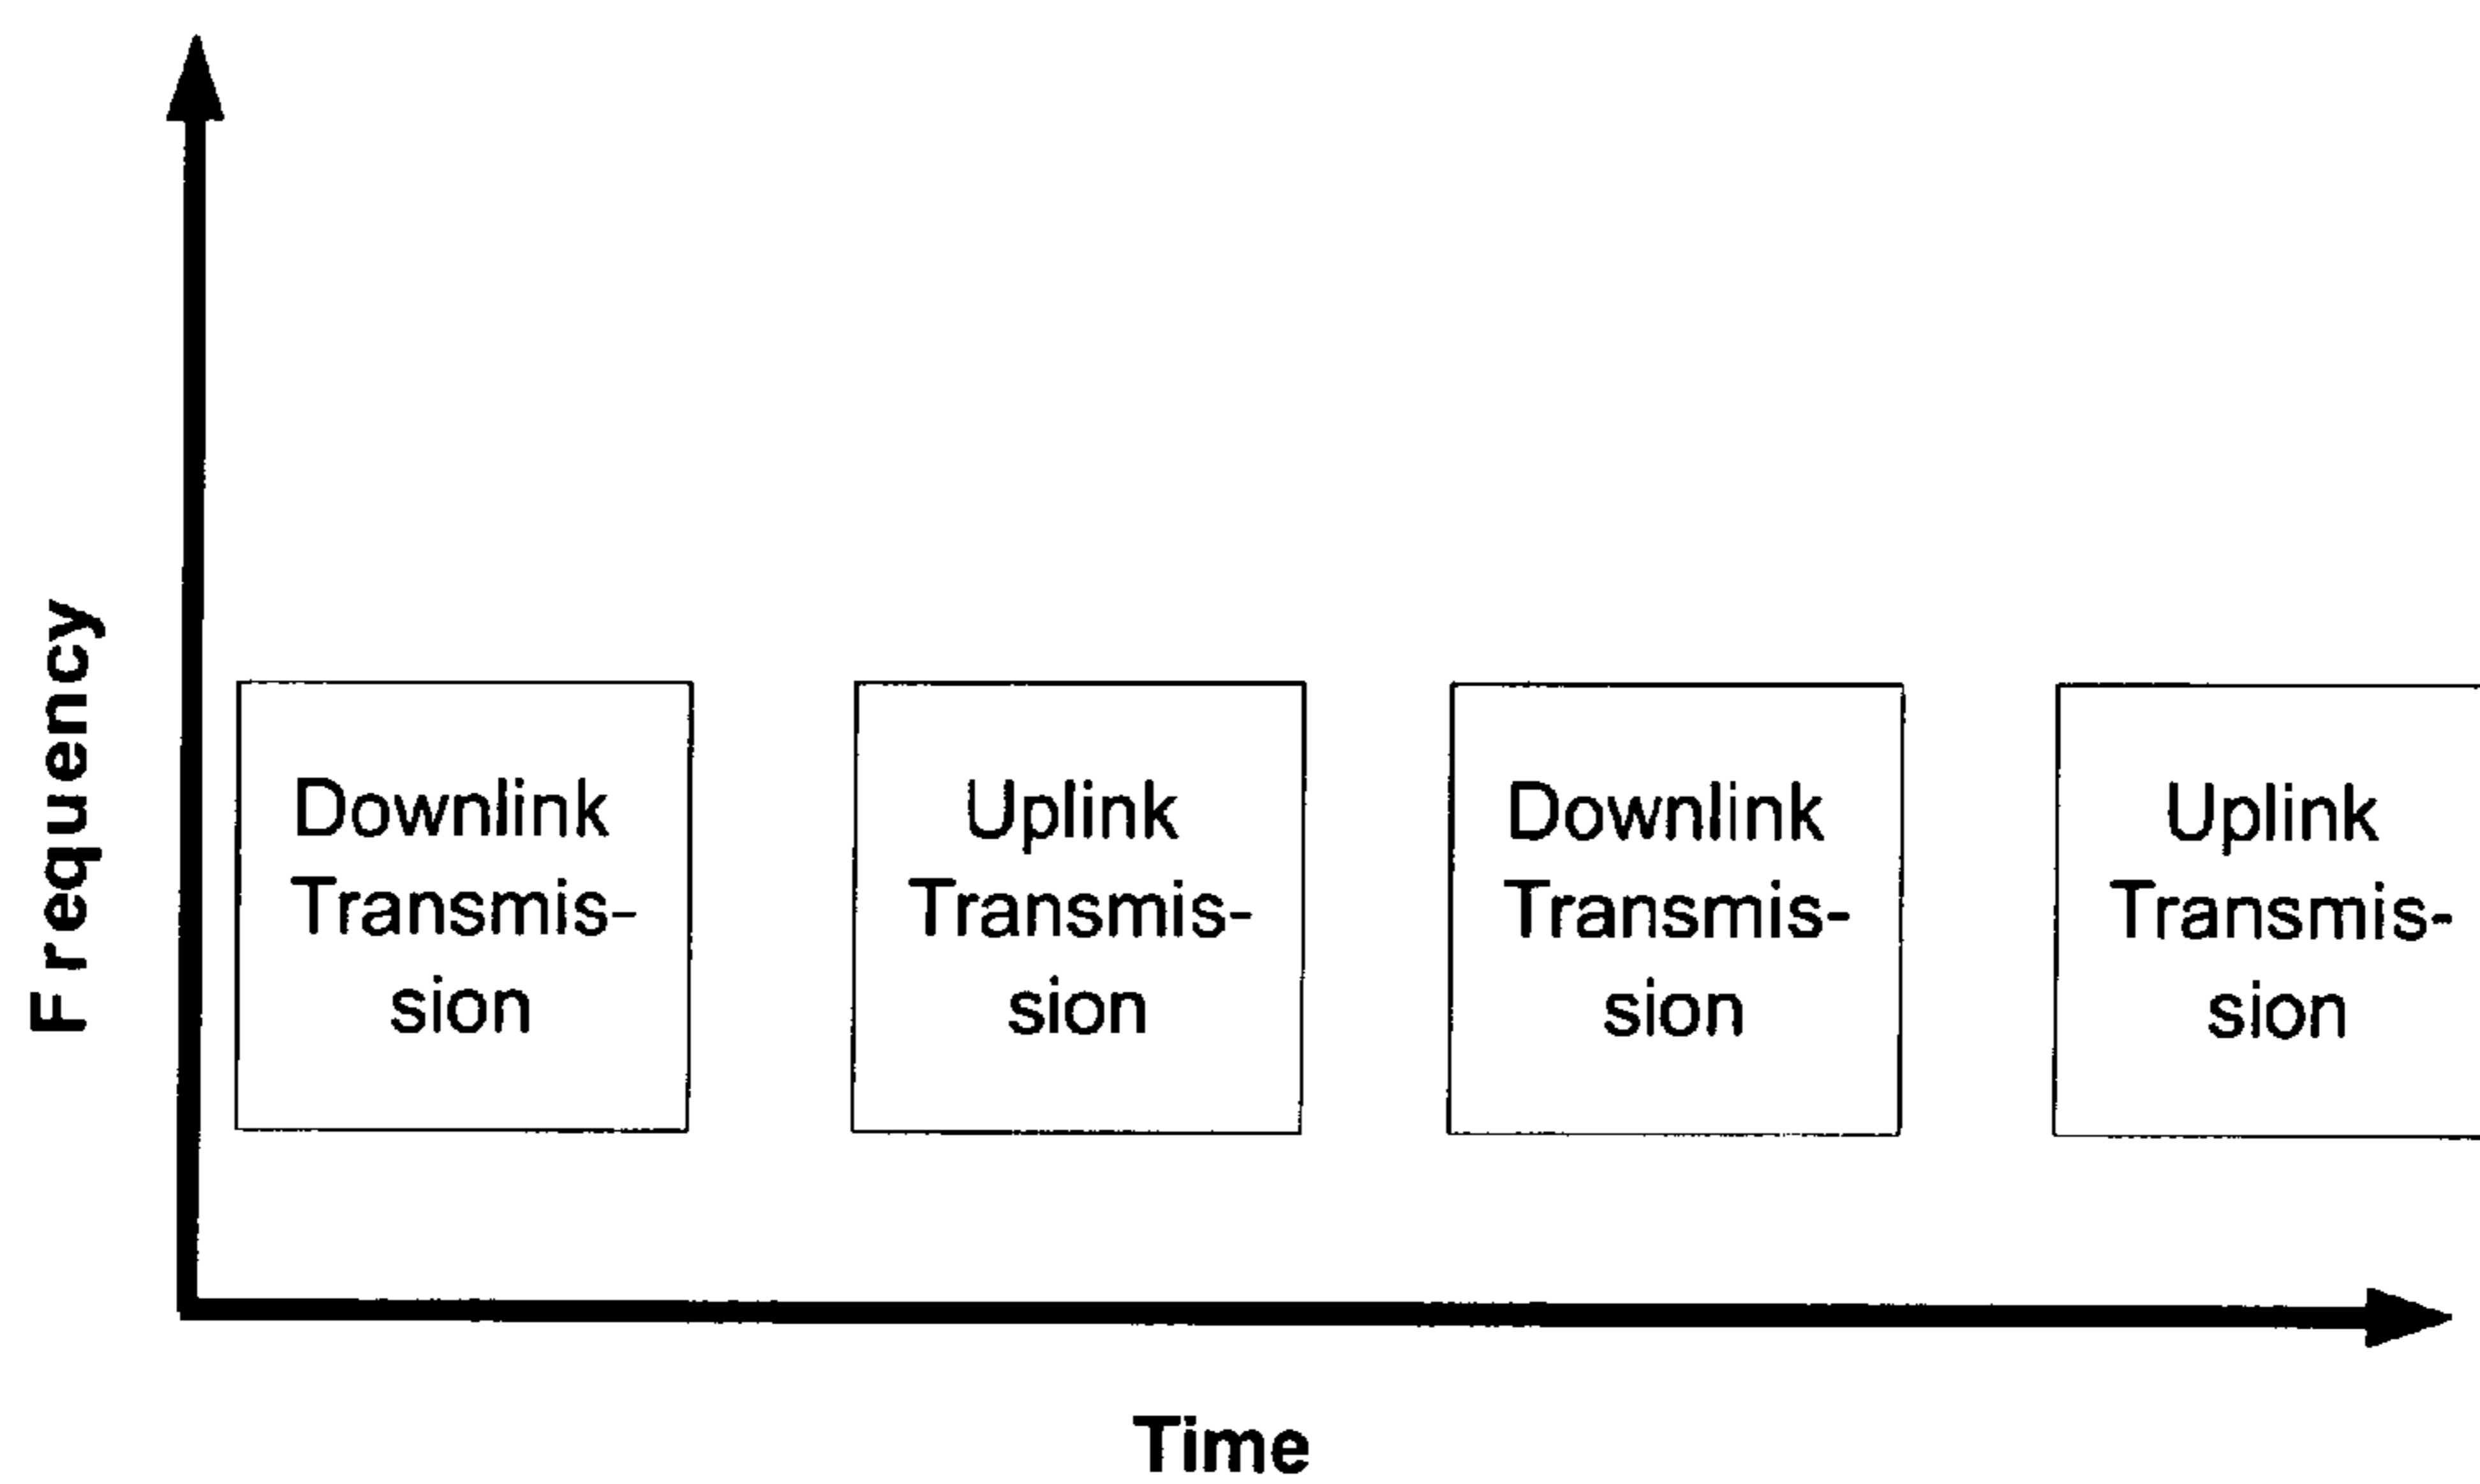 Frequency
Downlink
Transmis-
sion
Uplink
Transmis-
sion
Downlink
Transmis-
sion
Uplink
Transmis-
sion
Time